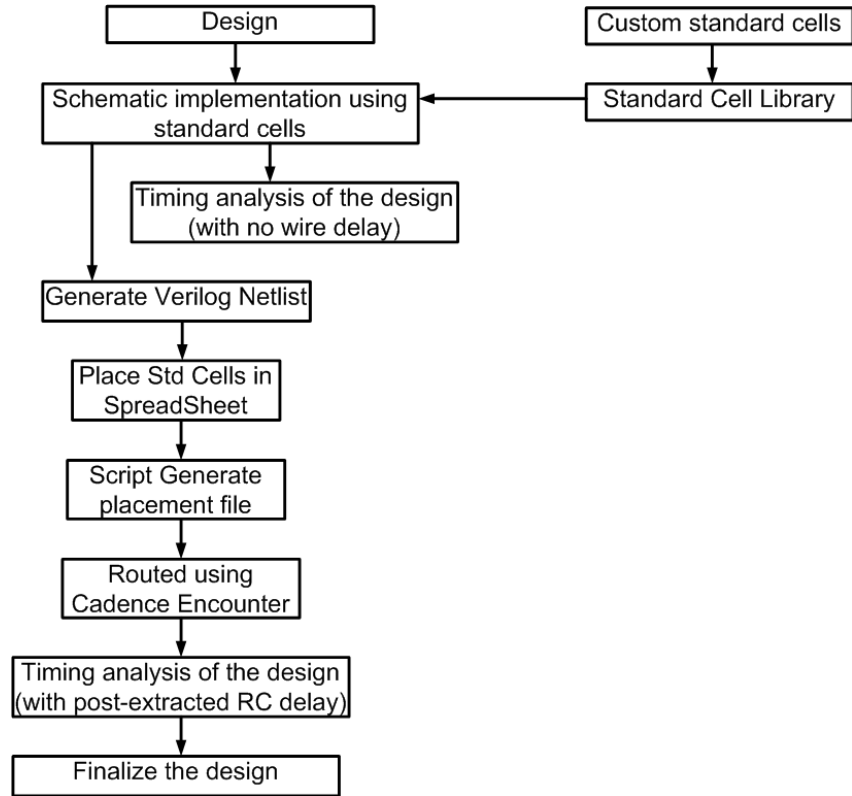 Design
Custom standard cells
Schematic implementation using
standard cells
Standard Cell Library
Timing analysis of the design
(with no wire delay)
Generate Verilog Netlist
Place Std Cells in
SpreadSheet
Script Generate
placement file
Routed using
Cadence Encounter
Timing analysis of the design
(with post-extracted RC delay)
Finalize the design